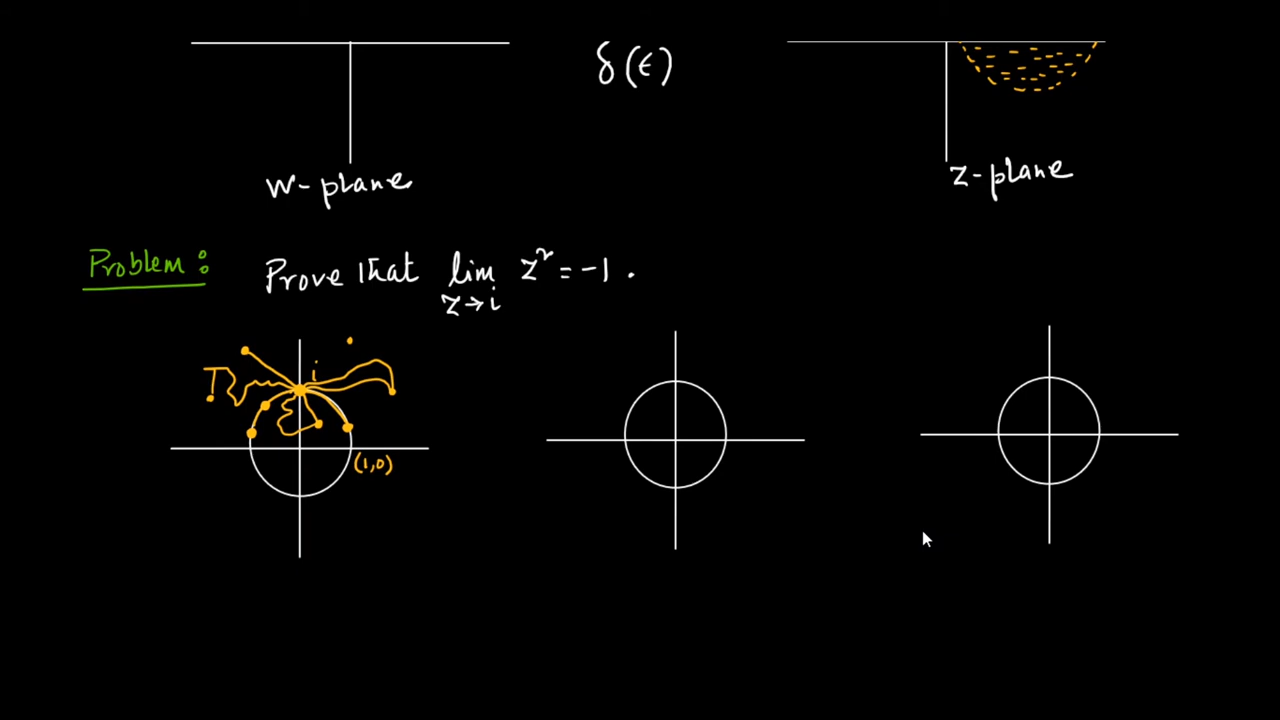 δ(ϵ)
w-plane
z-plane
Problem: Prove that lim z² = -1.
z→i
i
(1,0)